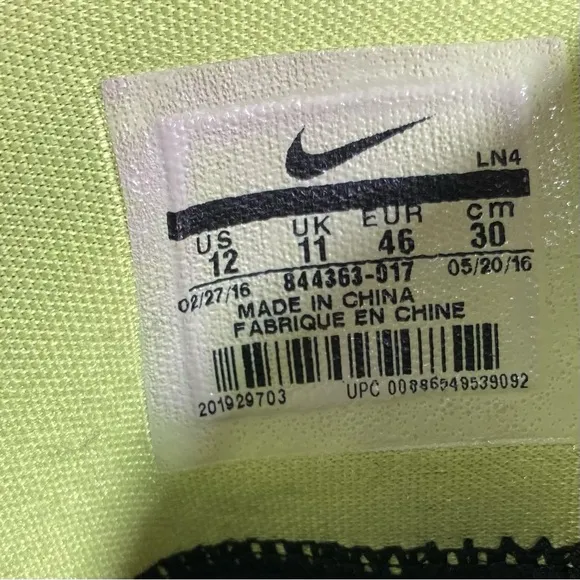 LN4
US UK EUR cm
12 11 46 30
02/27/16 844363-017 05/20/16
MADE IN CHINA
FABRIQUE EN CHINE
201929703 UPC 00886549539092